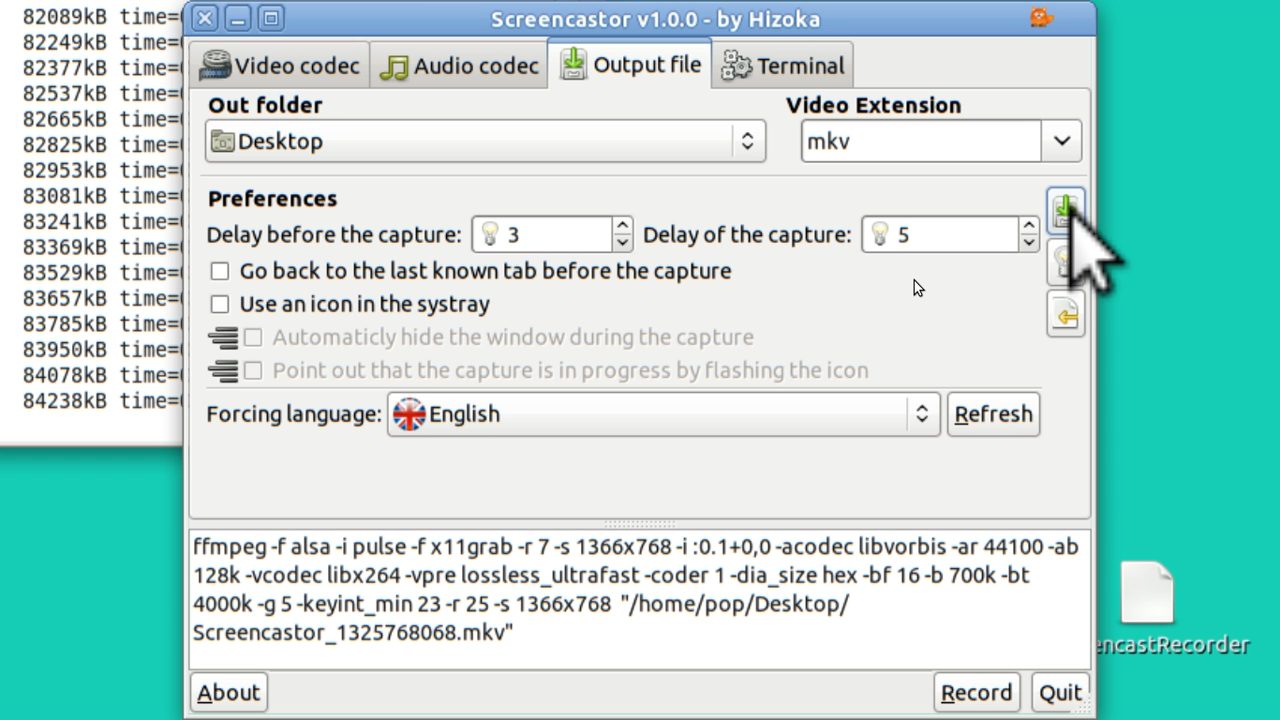 82089kB time=
82249kB time=
82377kB time=
82537kB time=
82665kB time=
82825kB time=
82953kB time=
83081kB time=
83241kB time=
83369kB time=
83529kB time=
83657kB time=
83785kB time=
83950kB time=
84078kB time=
84238kB time=
Screencastor v1.0.0 - by Hizoka
Video codec Audio codec Output file Terminal
Out folder Video Extension
Desktop mkv
Preferences
Delay before the capture: 3 Delay of the capture: 5
Go back to the last known tab before the capture
Use an icon in the systray
Automaticly hide the window during the capture
Point out that the capture is in progress by flashing the icon
Forcing language: English Refresh
ffmpeg -f alsa -i pulse -f x11grab -r 7 -s 1366x768 -i :0.1+0,0 -acodec libvorbis -ar 44100 -ab
128k -vcodec libx264 -vpre lossless_ultrafast -coder 1 -dia_size hex -bf 16 -b 700k -bt
4000k -g 5 -keyint_min 23 -r 25 -s 1366x768 "/home/pop/Desktop/
Screencastor_1325768068.mkv"
encastRecorder
About Record Quit